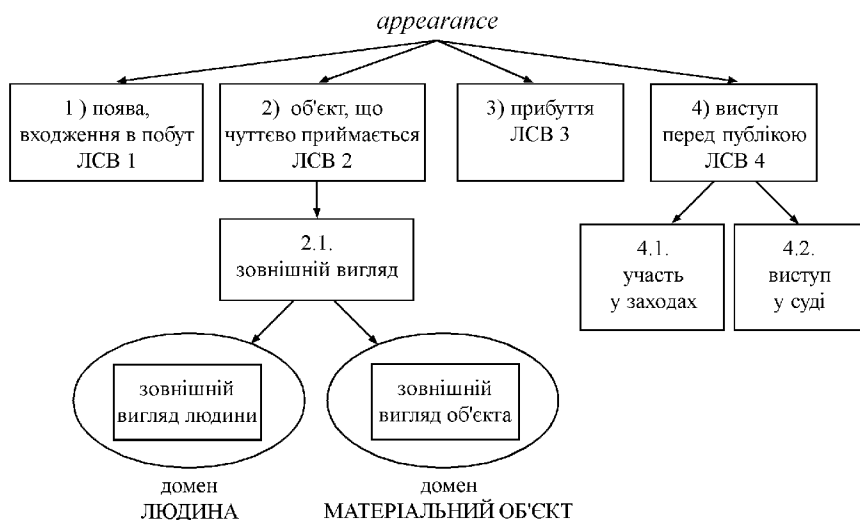 appearance
1 ) поява,
входження в побут
ЛСВ 1
2) об'єкт, що
чуттєво приймається
ЛСВ 2
3) прибуття
ЛСВ 3
4) виступ
перед публікою
ЛСВ 4
2.1.
зовнішній вигляд
4.1.
участь
у заходах
4.2.
виступ
у суді
зовнішній
вигляд людини
зовнішній
вигляд об'єкта
домен
ЛЮДИНА
домен
МАТЕРІАЛЬНИЙ ОБ'ЄКТ